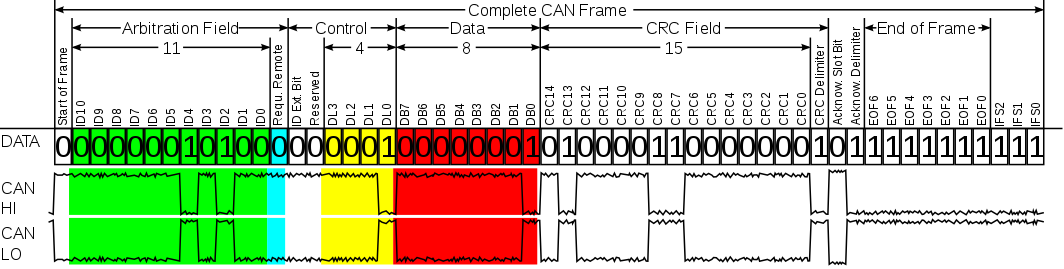 Complete CAN Frame
Arbitration Field Control Data CRC Field End of Frame
11 4 8 15
Start of Frame
ID10
ID9
ID8
ID7
ID6
ID5
ID4
ID3
ID2
ID1
ID0
Requ. Remote
ID Ext. Bit
Reserved
DL3
DL2
DL1
DL0
DB7
DB6
DB5
DB4
DB3
DB2
DB1
DB0
CRC14
CRC13
CRC12
CRC11
CRC10
CRC9
CRC8
CRC7
CRC6
CRC5
CRC4
CRC3
CRC2
CRC1
CRC0
CRC Delimiter
Acknow. Slot Bit
Acknow. Delimiter
EOF6
EOF5
EOF4
EOF3
EOF2
EOF1
EOF0
IFS2
IFS1
IFS0
DATA 0 0 0 0 0 0 0 1 0 1 0 0 0 0 0 0 0 0 1 0 0 0 0 0 0 0 1 0 1 0 0 0 0 1 1 0 0 0 0 0 0 0 1 0 1 1 1 1 1 1 1 1 1 1 1
CAN
HI
CAN
LO